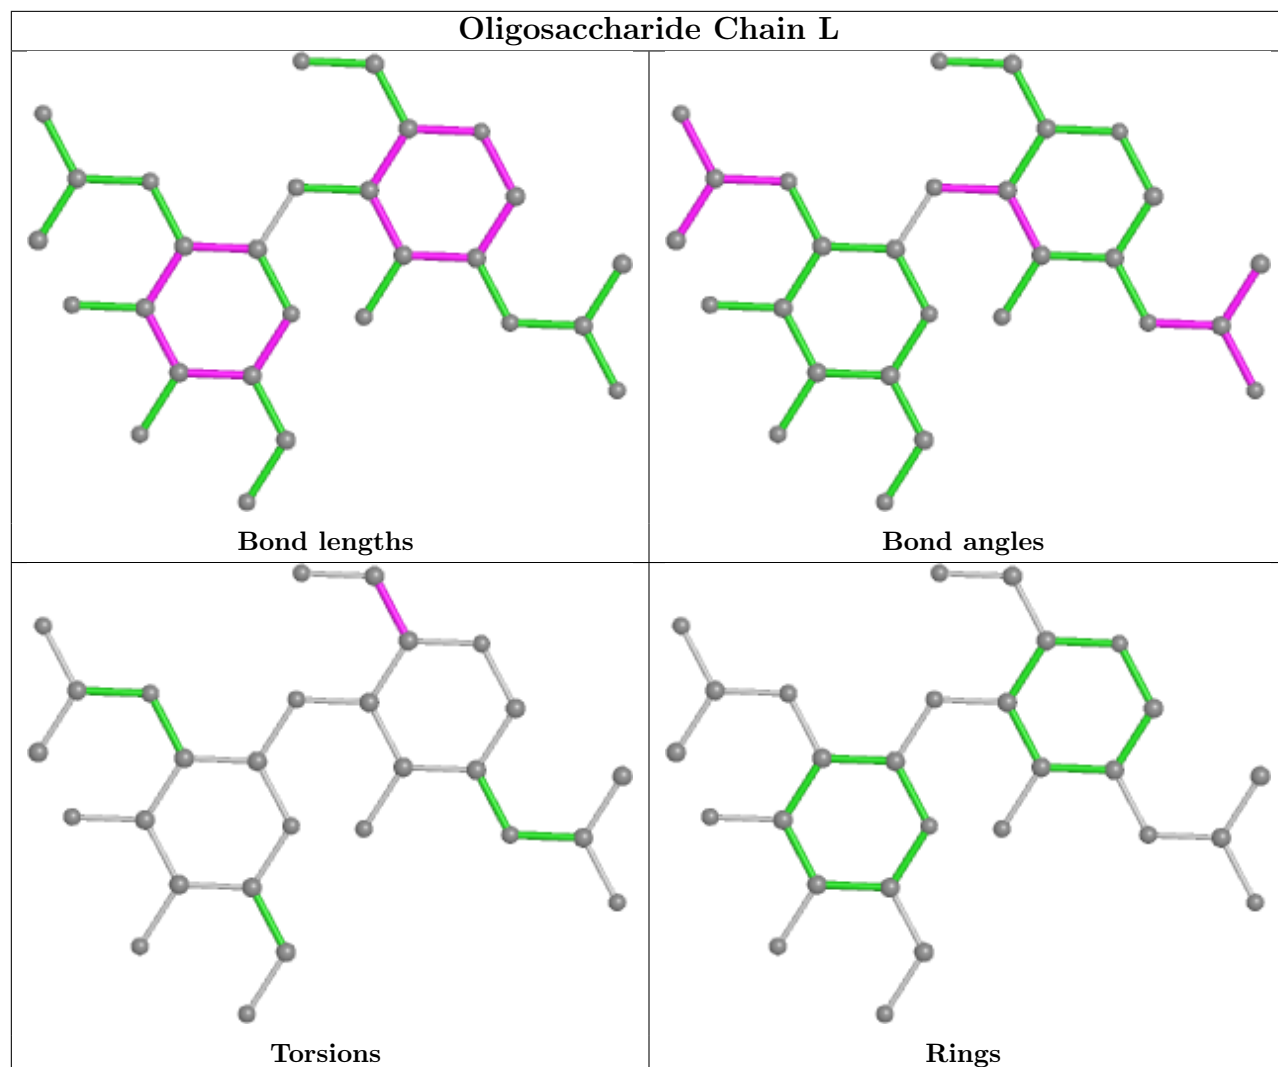 Oligosaccharide Chain L
Bond lengths
Bond angles
Torsions
Rings